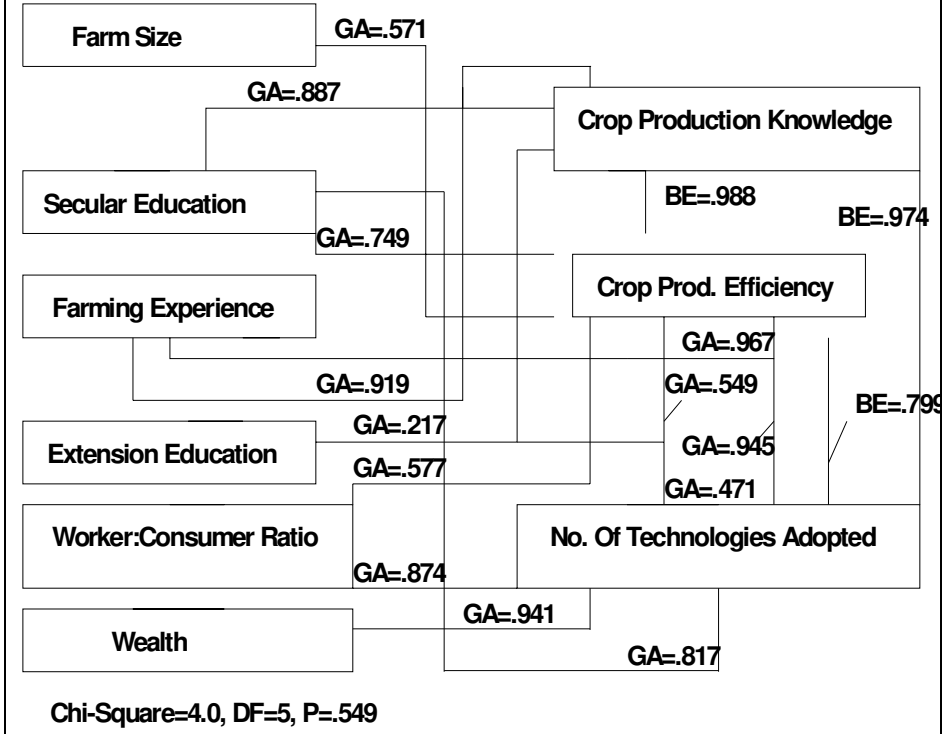 Farm Size
GA=.571
GA=.887
Crop Production Knowledge
Secular Education
BE=.988
BE=.974
GA=.749
Farming Experience
Crop Prod. Efficiency
GA=.967
GA=.919
GA=.549
BE=.799
GA=.217
GA=.945
Extension Education
GA=.577
GA=.471
Worker:Consumer Ratio
No. Of Technologies Adopted
GA=.874
GA=.941
Wealth
GA=.817
Chi-Square=4.0, DF=5, P=.549